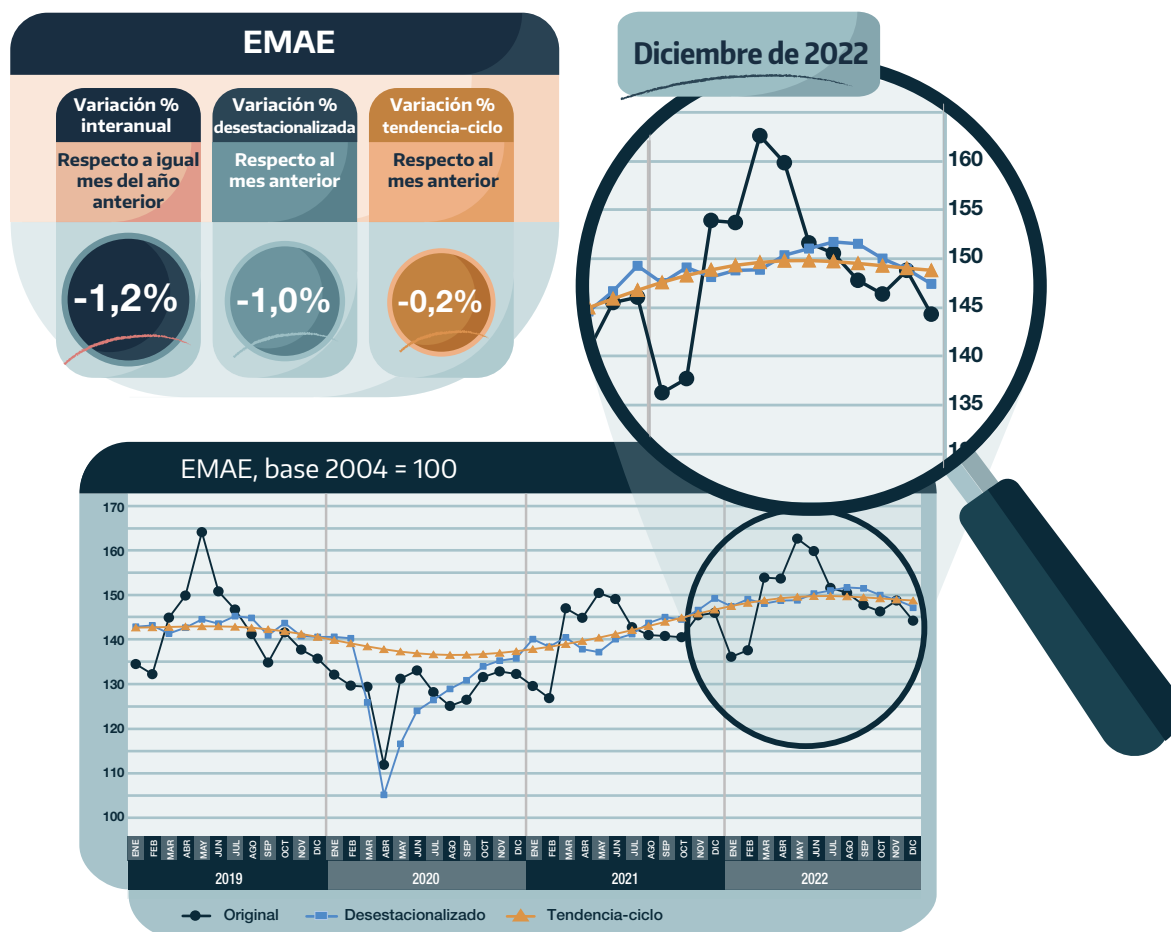 EMAE
Variación %
interanual
Respecto a igual
mes del año
anterior
-1,2%
Variación %
desestacionalizada
Respecto al
mes anterior
-1,0%
Variación %
tendencia-ciclo
Respecto al
mes anterior
-0,2%
Diciembre de 2022
160
155
150
145
140
135
EMAE, base 2004 = 100
170
160
150
140
130
120
110
100
ENE FEB MAR ABR MAY JUN JUL AGO SEP OCT NOV DIC ENE FEB MAR ABR MAY JUN JUL AGO SEP OCT NOV DIC ENE FEB MAR ABR MAY JUN JUL AGO SEP OCT NOV DIC ENE FEB MAR ABR MAY JUN JUL AGO SEP OCT NOV DIC
2019 2020 2021 2022
Original Desestacionalizado Tendencia-ciclo